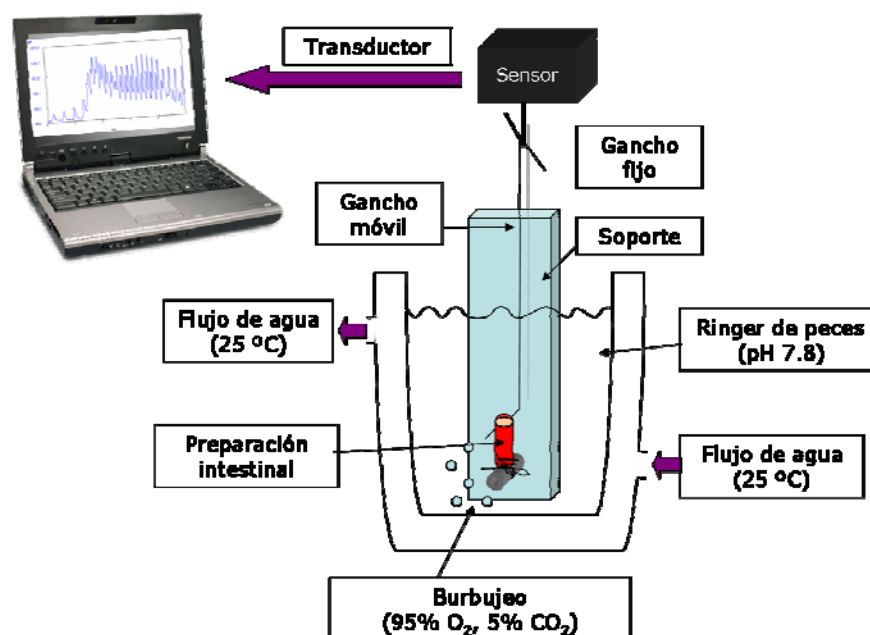 Transductor
Sensor
Gancho
fijo
Gancho
móvil
Soporte
Flujo de agua
(25 ºC)
Ringer de peces
(pH 7.8)
Preparación
intestinal
Flujo de agua
(25 ºC)
Burbujeo
(95% O₂, 5% CO₂)